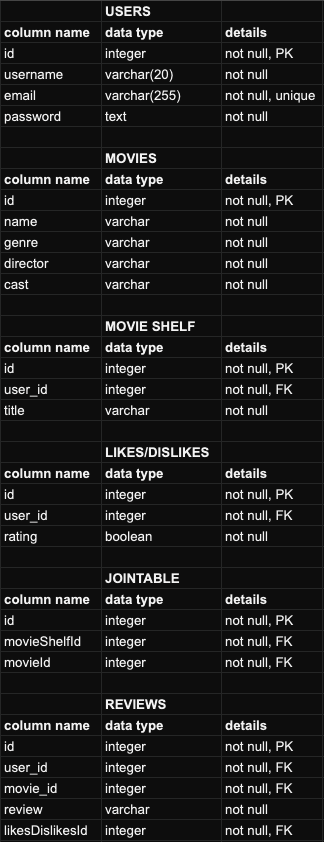 USERS
column name data type details
id integer not null, PK
username varchar(20) not null
email varchar(255) not null, unique
password text not null
MOVIES
column name data type details
id integer not null, PK
name varchar not null
genre varchar not null
director varchar not null
cast varchar not null
MOVIE SHELF
column name data type details
id integer not null, PK
user_id integer not null, FK
title varchar not null
LIKES/DISLIKES
column name data type details
id integer not null, PK
user_id integer not null, FK
rating boolean not null
JOINTABLE
column name data type details
id integer not null, PK
movieShelfId integer not null, FK
movieId integer not null, FK
REVIEWS
column name data type details
id integer not null, PK
user_id integer not null, FK
movie_id integer not null, FK
review varchar not null
likesDislikesId integer not null, FK